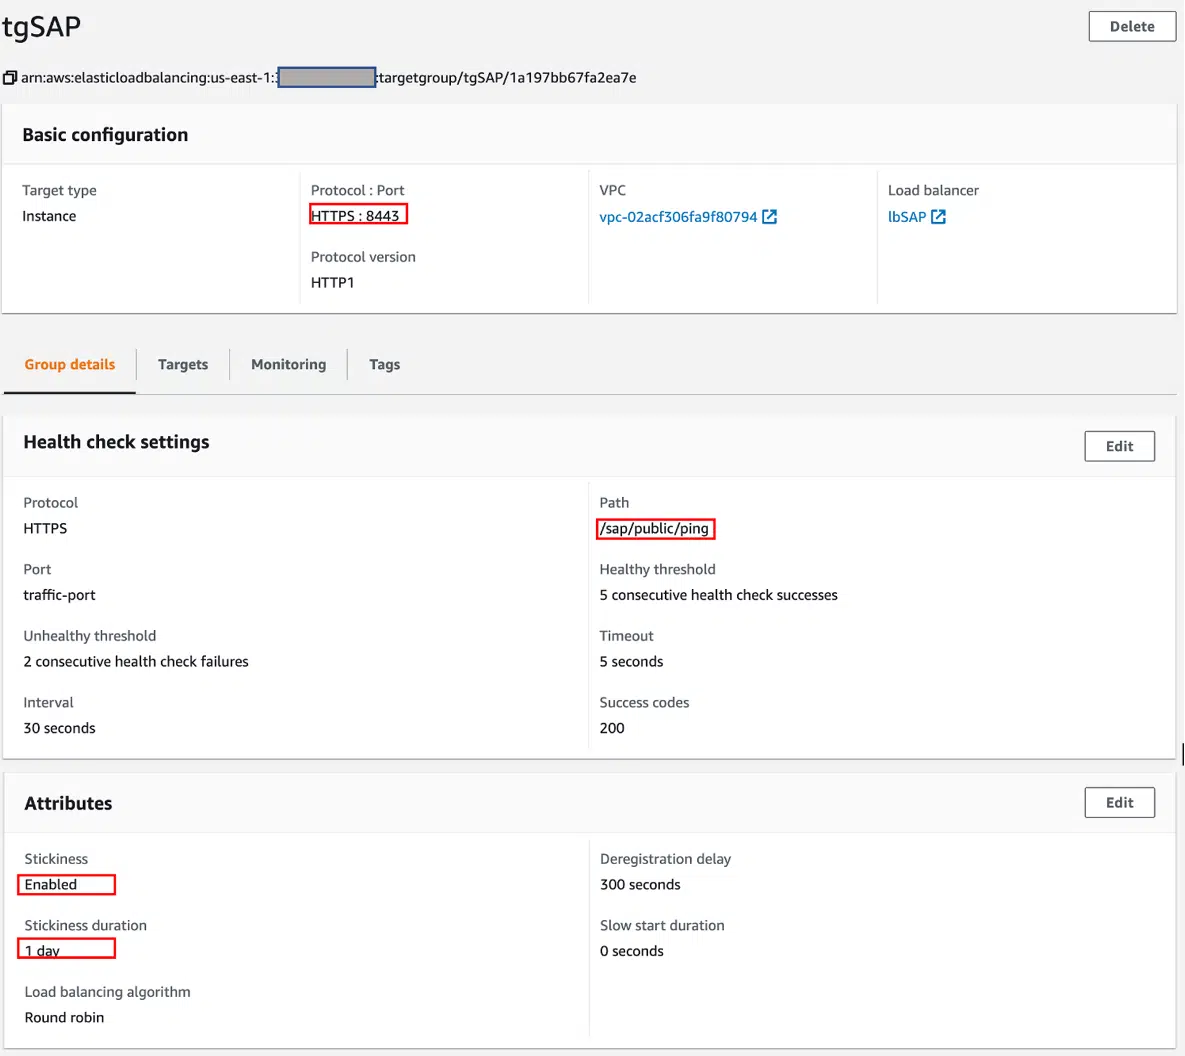 tgSAP
Delete
arn:aws:elasticloadbalancing:us-east-1: :targetgroup/tgSAP/1a197bb67fa2ea7e
Basic configuration
Target type
Instance
Protocol : Port
HTTPS : 8443
Protocol version
HTTP1
VPC
vpc-02acf306fa9f80794
Load balancer
lbSAP
Group details
Targets
Monitoring
Tags
Health check settings
Edit
Protocol
HTTPS
Path
/sap/public/ping
Port
traffic-port
Healthy threshold
5 consecutive health check successes
Unhealthy threshold
2 consecutive health check failures
Timeout
5 seconds
Interval
30 seconds
Success codes
200
Attributes
Edit
Stickiness
Enabled
Deregistration delay
300 seconds
Stickiness duration
1 day
Slow start duration
0 seconds
Load balancing algorithm
Round robin